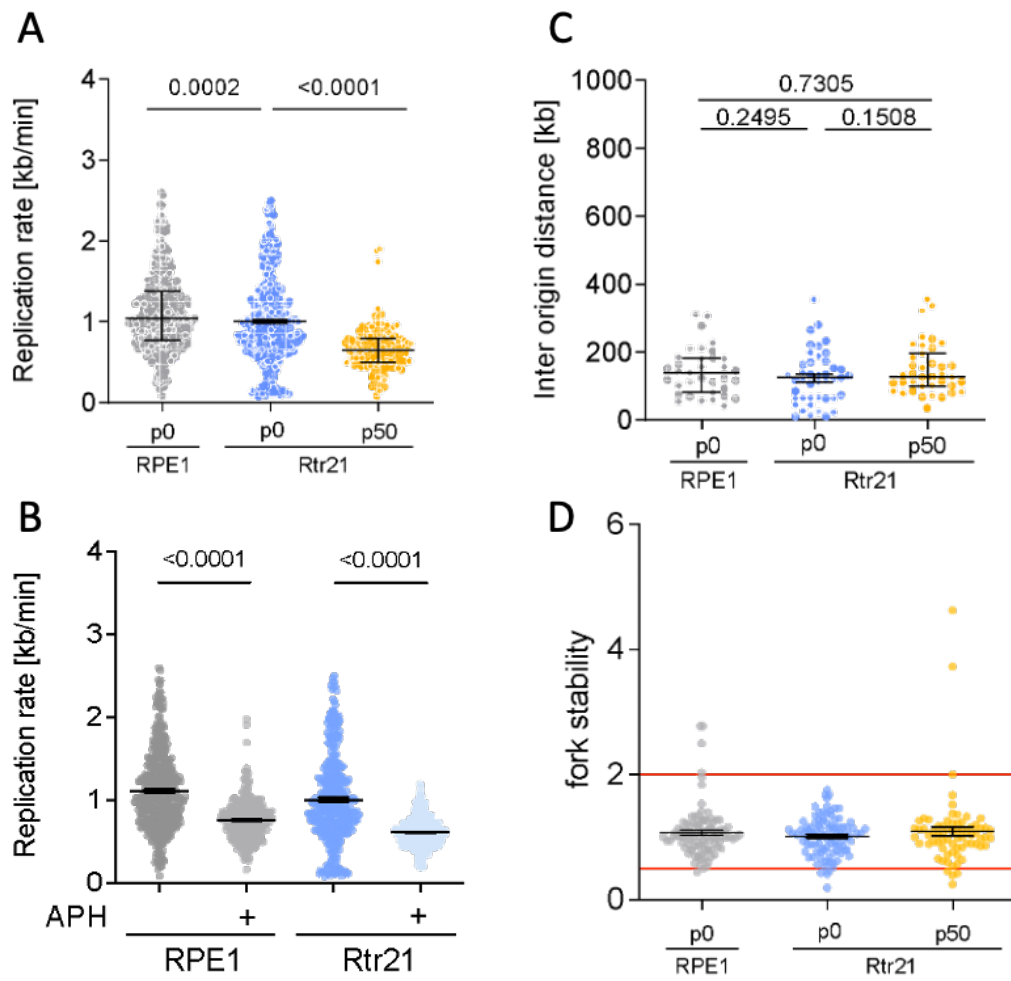 A
Replication rate [kb/min]
4
3
2
1
0
0.0002
<0.0001
p0
p0
p50
RPE1
Rtr21
C
Inter origin distance [kb]
1000
800
600
400
200
0
0.7305
0.2495
0.1508
p0
p0
p50
RPE1
Rtr21
B
Replication rate [kb/min]
4
3
2
1
0
<0.0001
<0.0001
APH
+
+
RPE1
Rtr21
D
fork stability
6
4
2
0
p0
p0
p50
RPE1
Rtr21